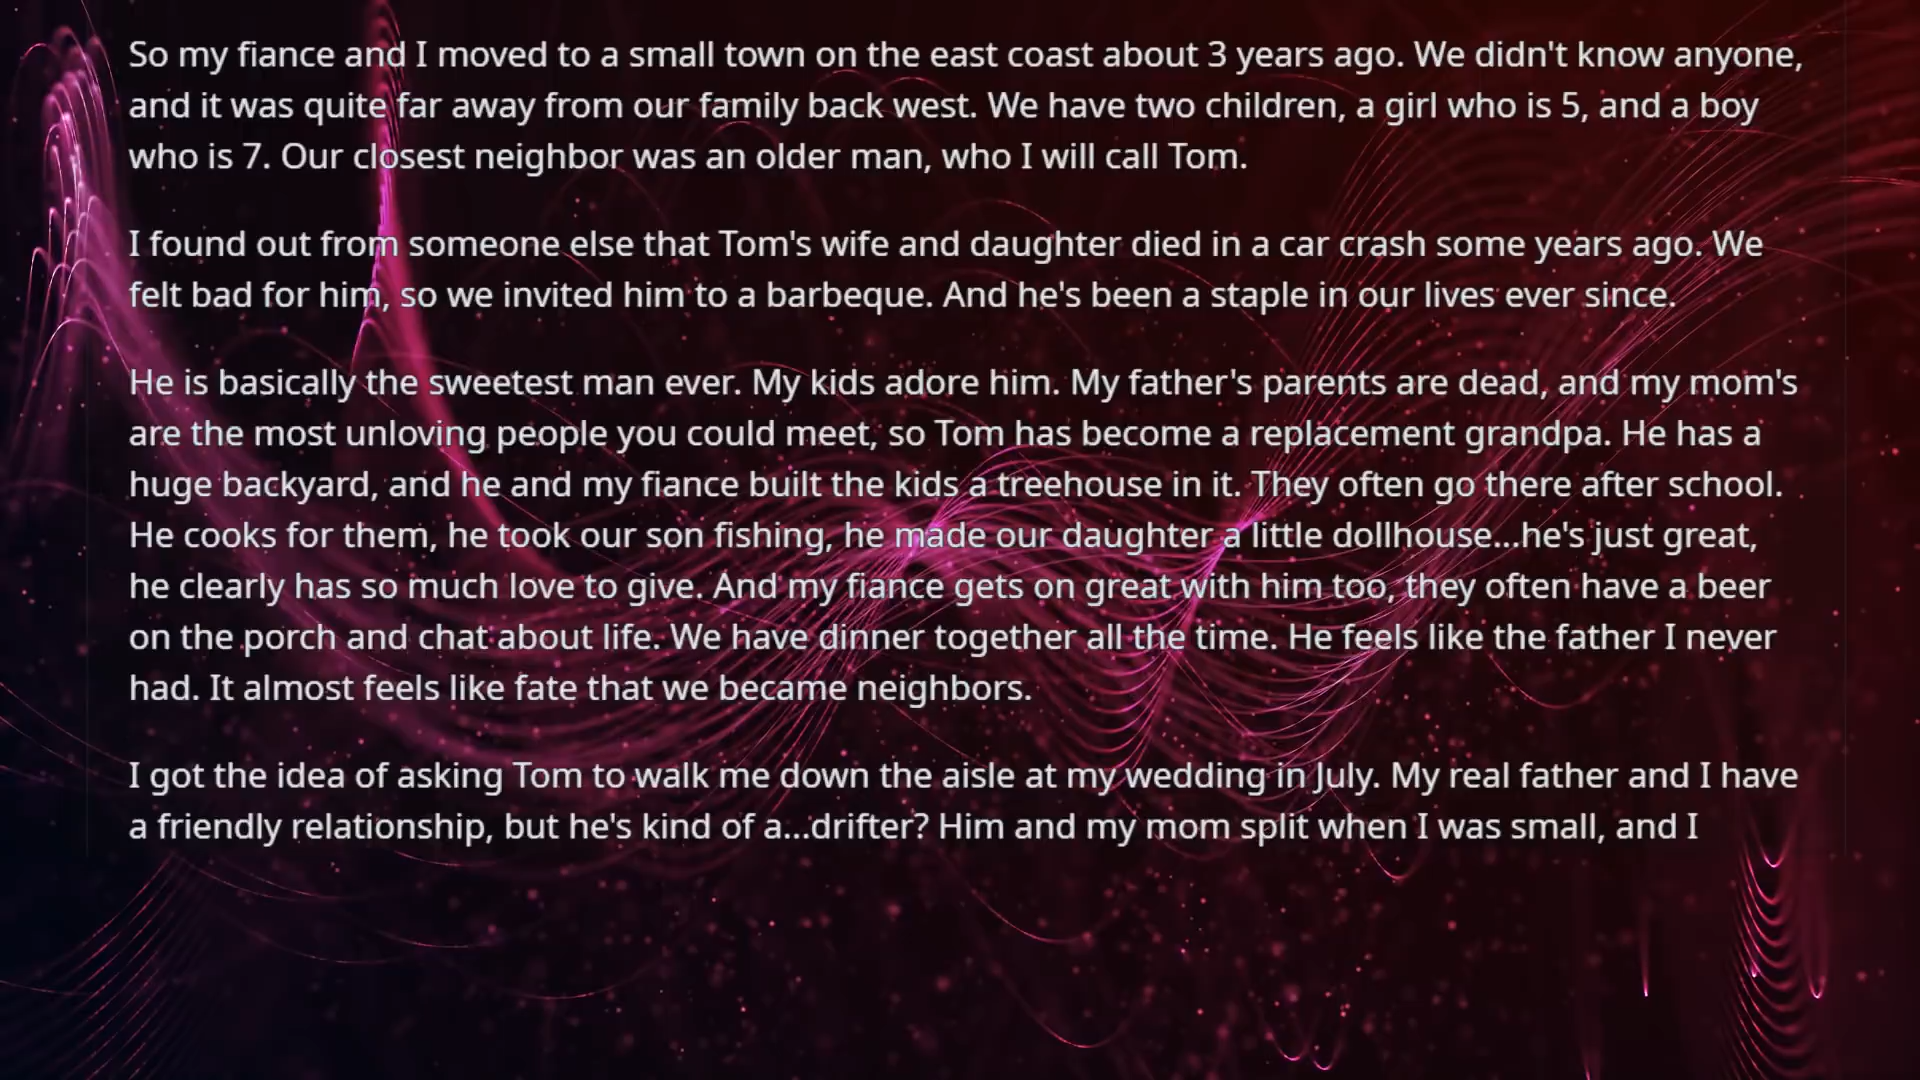 So my fiance and I moved to a small town on the east coast about 3 years ago. We didn't know anyone,
and it was quite far away from our family back west. We have two children, a girl who is 5, and a boy
who is 7. Our closest neighbor was an older man, who I will call Tom.
I found out from someone else that Tom's wife and daughter died in a car crash some years ago. We
felt bad for him, so we invited him to a barbeque. And he's been a staple in our lives ever since.
He is basically the sweetest man ever. My kids adore him. My father's parents are dead, and my mom's
are the most unloving people you could meet, so Tom has become a replacement grandpa. He has a
huge backyard, and he and my fiance built the kids a treehouse in it. They often go there after school.
He cooks for them, he took our son fishing, he made our daughter a little dollhouse...he's just great,
he clearly has so much love to give. And my fiance gets on great with him too, they often have a beer
on the porch and chat about life. We have dinner together all the time. He feels like the father I never
had. It almost feels like fate that we became neighbors.
I got the idea of asking Tom to walk me down the aisle at my wedding in July. My real father and I have
a friendly relationship, but he's kind of a...drifter? Him and my mom split when I was small, and I